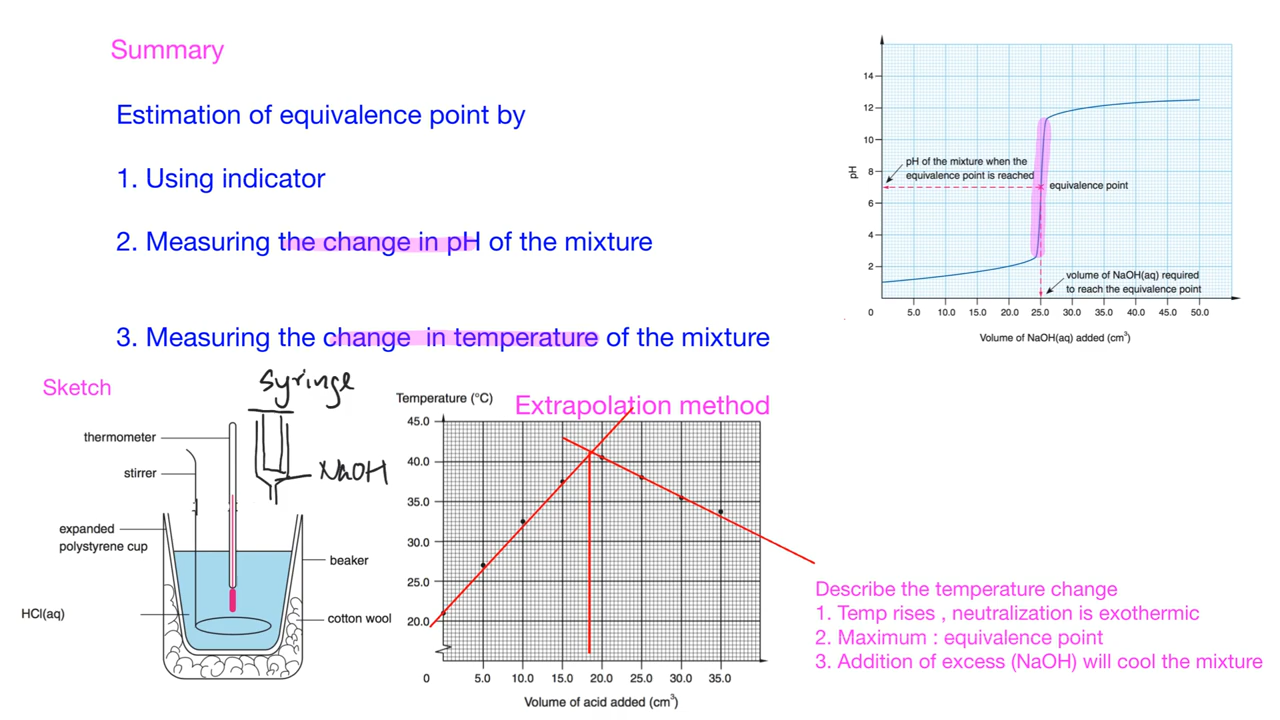 Summary
Estimation of equivalence point by
1. Using indicator
2. Measuring the change in pH of the mixture
3. Measuring the change in temperature of the mixture
pH
14
12
10
8
6
4
2
0
5.0
10.0
15.0
20.0
25.0
30.0
35.0
40.0
45.0
50.0
pH of the mixture when the
equivalence point is reached
equivalence point
volume of NaOH(aq) required
to reach the equivalence point
Volume of NaOH(aq) added (cm³)
Sketch
syringe
NaOH
thermometer
stirrer
expanded
polystyrene cup
beaker
HCl(aq)
cotton wool
Temperature (°C)
Extrapolation method
45.0
40.0
35.0
30.0
25.0
20.0
0
5.0
10.0
15.0
20.0
25.0
30.0
35.0
Volume of acid added (cm³)
Describe the temperature change
1. Temp rises , neutralization is exothermic
2. Maximum : equivalence point
3. Addition of excess (NaOH) will cool the mixture